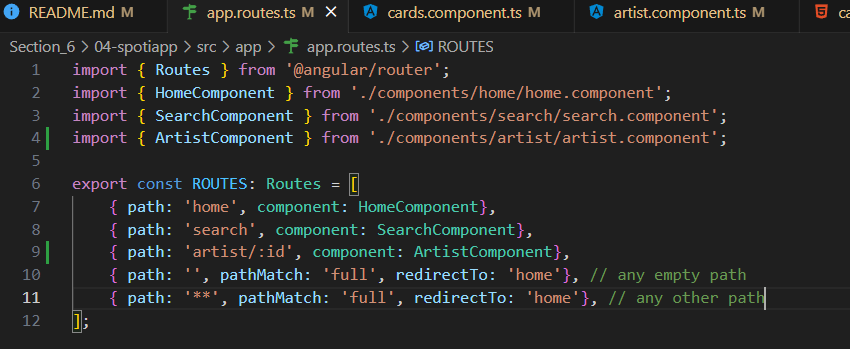 README.md M app.routes.ts M cards.component.ts M artist.component.ts M ca
Section_6 > 04-spotiapp > src > app > app.routes.ts > ROUTES
1 import { Routes } from '@angular/router';
2 import { HomeComponent } from './components/home/home.component';
3 import { SearchComponent } from './components/search/search.component';
4 import { ArtistComponent } from './components/artist/artist.component';
5
6 export const ROUTES: Routes = [
7 { path: 'home', component: HomeComponent},
8 { path: 'search', component: SearchComponent},
9 { path: 'artist/:id', component: ArtistComponent},
10 { path: '', pathMatch: 'full', redirectTo: 'home'}, // any empty path
11 { path: '**', pathMatch: 'full', redirectTo: 'home'}, // any other path
12 ];